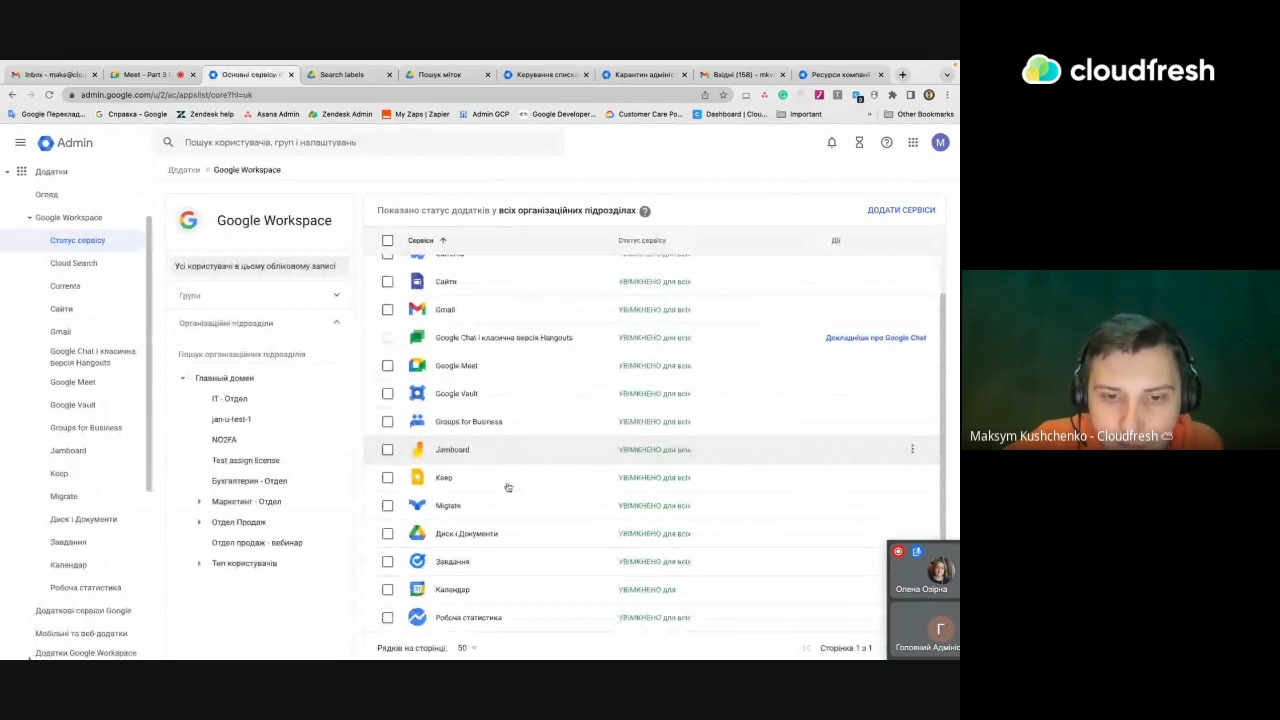 cloudfresh
Inbox - maks@clo
Meet - Part 3
Основні сервіси
Search labels
Пошук міток
Керування списка
Карантин адмініс
Вхідні (158) - mk
Ресурси компанії
admin.google.com/u/2/ac/appslist/core?hl=uk
Google Переклад...
Справка - Google
Zendesk help
Asana Admin
Zendesk Admin
My Zaps | Zapier
Admin GCP
Google Developer...
Customer Care Po...
Dashboard | Clou...
Important
Other Bookmarks
Admin
Пошук користувачів, груп і налаштувань
M
Додатки
Огляд
Google Workspace
Статус сервісу
Cloud Search
Currents
Сайти
Gmail
Google Chat і класична
версія Hangouts
Google Meet
Google Vault
Groups for Business
Jamboard
Keep
Migrate
Диск і Документи
Завдання
Календар
Робоча статистика
Додаткові сервіси Google
Мобільні та веб-додатки
Додатки Google Workspace
Додатки > Google Workspace
Google Workspace
Усі користувачі в цьому обліковому записі
Групи
Організаційні підрозділи
Пошук організаційних підрозділів
Главный домен
IT - Отдел
jan-u-test-1
NO2FA
Test assign license
Бухгалтерия - Отдел
Маркетинг - Отдел
Отдел Продаж
Отдел продаж - вебинар
Тип користувачів
Показано статус додатків у всіх організаційних підрозділах
ДОДАТИ СЕРВІСИ
Сервіси
Статус сервісу
Дії
Сайти УВІМКНЕНО для всіх
Gmail УВІМКНЕНО для всіх
Google Chat і класична версія Hangouts УВІМКНЕНО для всіх Докладніше про Google Chat
Google Meet УВІМКНЕНО для всіх
Google Vault УВІМКНЕНО для всіх
Groups for Business УВІМКНЕНО для всіх
Jamboard УВІМКНЕНО для всіх
Keep УВІМКНЕНО для всіх
Migrate УВІМКНЕНО для всіх
Диск і Документи УВІМКНЕНО для всіх
Завдання УВІМКНЕНО для всіх
Календар УВІМКНЕНО для
Робоча статистика УВІМКНЕНО для всіх
Рядків на сторінці: 50
Сторінка 1 з 1
Олена Озірна
Г
Головний Адмініс
Maksym Kushchenko - Cloudfresh